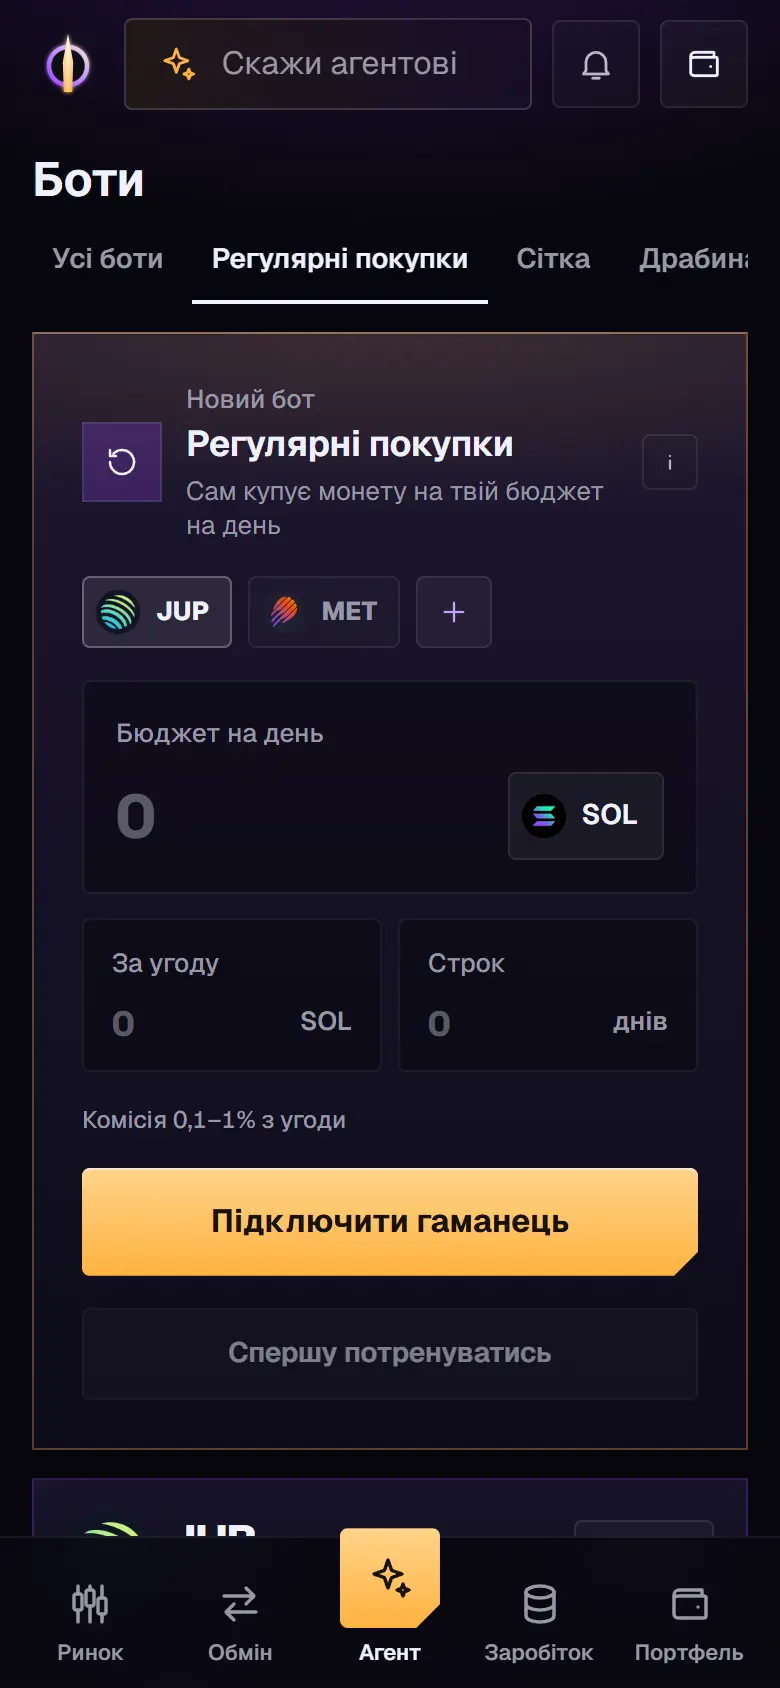 Скажи агентові
Боти
Усі боти
Регулярні покупки
Сітка
Драбина
Новий бот
Регулярні покупки
i
Сам купує монету на твій бюджет
на день
JUP
MET
+
Бюджет на день
0
SOL
За угоду
Строк
0 SOL
0 днів
Комісія 0,1–1% з угоди
Підключити гаманець
Спершу потренуватись
JUP
Ринок
Обмін
Агент
Заробіток
Портфель